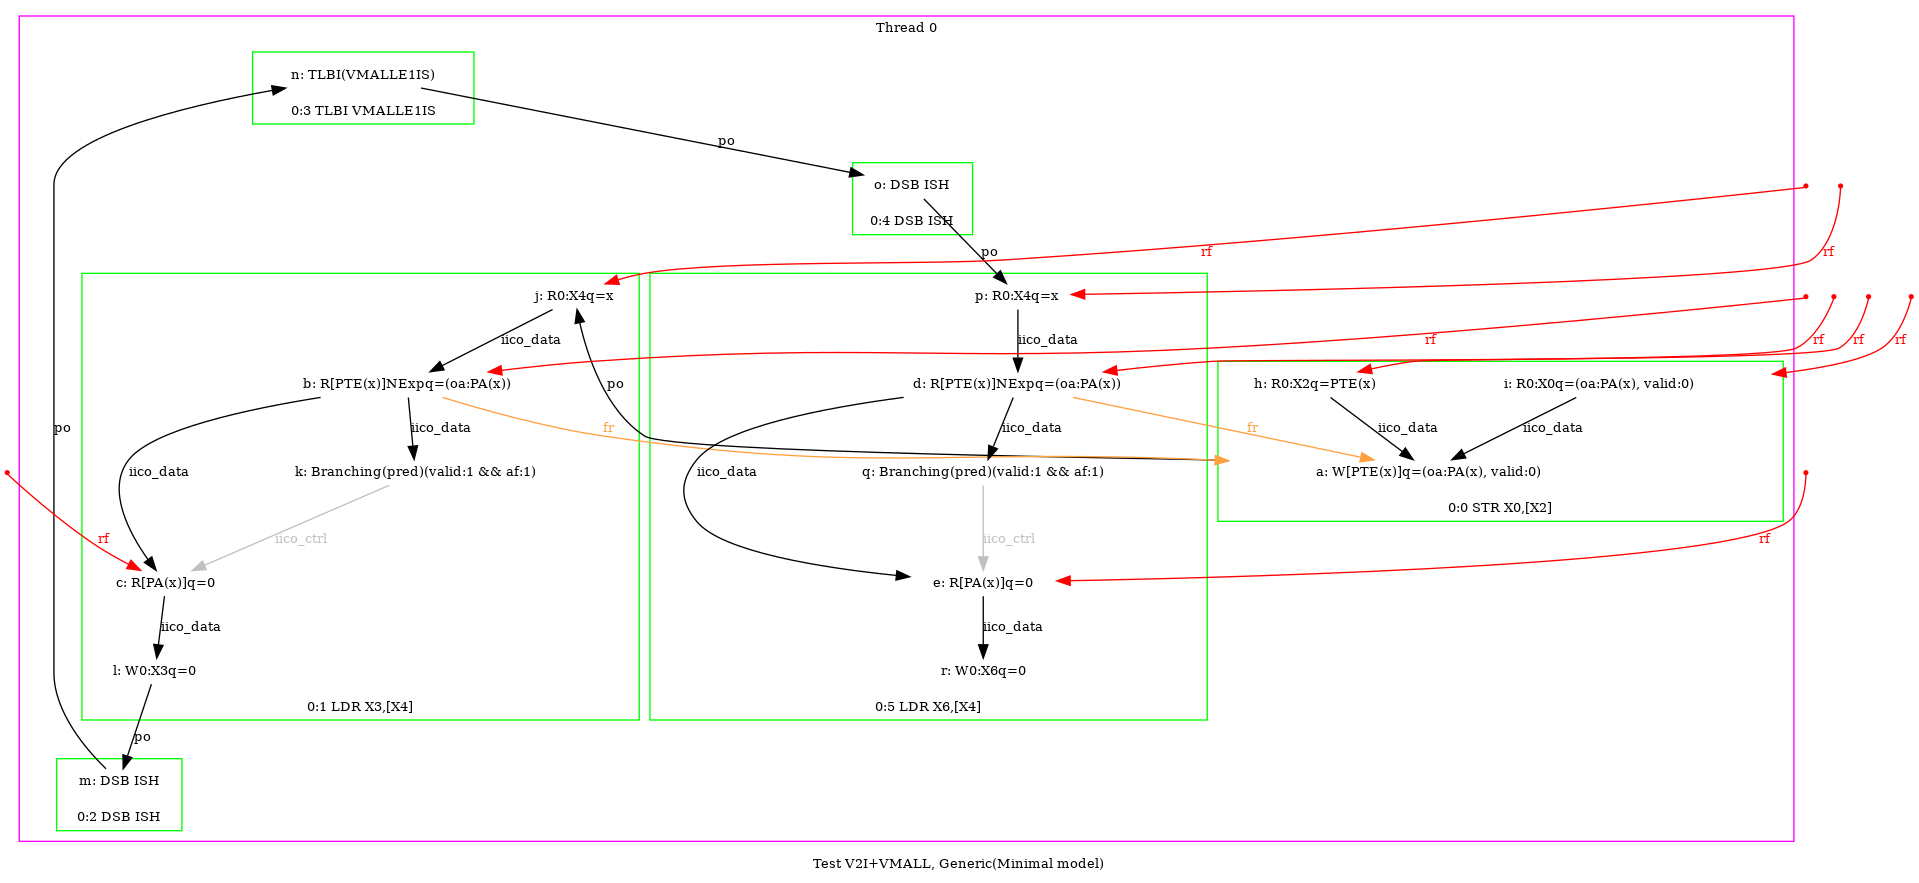 Thread 0
n: TLBI(VMALLE1IS)
0:3 TLBI VMALLE1IS
po
o: DSB ISH
0:4 DSB ISH
po
rf
rf
j: R0:X4q=x
p: R0:X4q=x
iico_data
iico_data
rf
rf
rf
rf
b: R[PTE(x)]NExpq=(oa:PA(x))
po
d: R[PTE(x)]NExpq=(oa:PA(x))
h: R0:X2q=PTE(x)
i: R0:X0q=(oa:PA(x), valid:0)
po
iico_data
fr
iico_data
fr
iico_data
iico_data
iico_data
k: Branching(pred)(valid:1 && af:1)
iico_data
q: Branching(pred)(valid:1 && af:1)
a: W[PTE(x)]q=(oa:PA(x), valid:0)
0:0 STR X0,[X2]
rf
iico_ctrl
iico_ctrl
rf
c: R[PA(x)]q=0
e: R[PA(x)]q=0
iico_data
iico_data
l: W0:X3q=0
r: W0:X6q=0
0:1 LDR X3,[X4]
0:5 LDR X6,[X4]
po
m: DSB ISH
0:2 DSB ISH
Test V2I+VMALL, Generic(Minimal model)